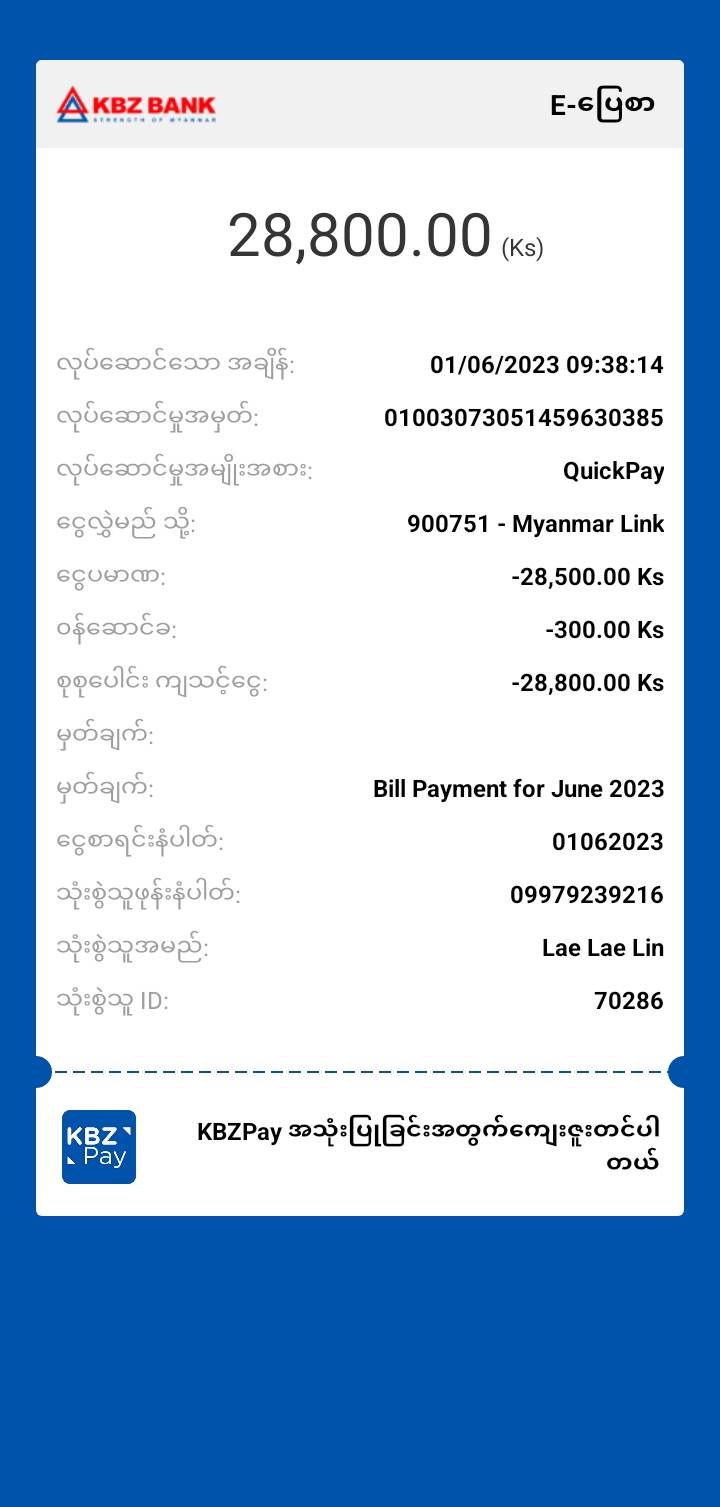 KBZ BANK
STRENGTH OF MYANMAR
E-ပြေစာ
28,800.00 (Ks)
လုပ်ဆောင်သော အချိန်: 01/06/2023 09:38:14
လုပ်ဆောင်မှုအမှတ်: 01003073051459630385
လုပ်ဆောင်မှုအမျိုးအစား: QuickPay
ငွေလွှဲမည် သို့: 900751 - Myanmar Link
ငွေပမာဏ: -28,500.00 Ks
ဝန်ဆောင်ခ: -300.00 Ks
စုစုပေါင်း ကျသင့်ငွေ: -28,800.00 Ks
မှတ်ချက်:
မှတ်ချက်: Bill Payment for June 2023
ငွေစာရင်းနံပါတ်: 01062023
သုံးစွဲသူဖုန်းနံပါတ်: 09979239216
သုံးစွဲသူအမည်: Lae Lae Lin
သုံးစွဲသူ ID: 70286
KBZ
Pay
KBZPay အသုံးပြုခြင်းအတွက်ကျေးဇူးတင်ပါ
တယ်